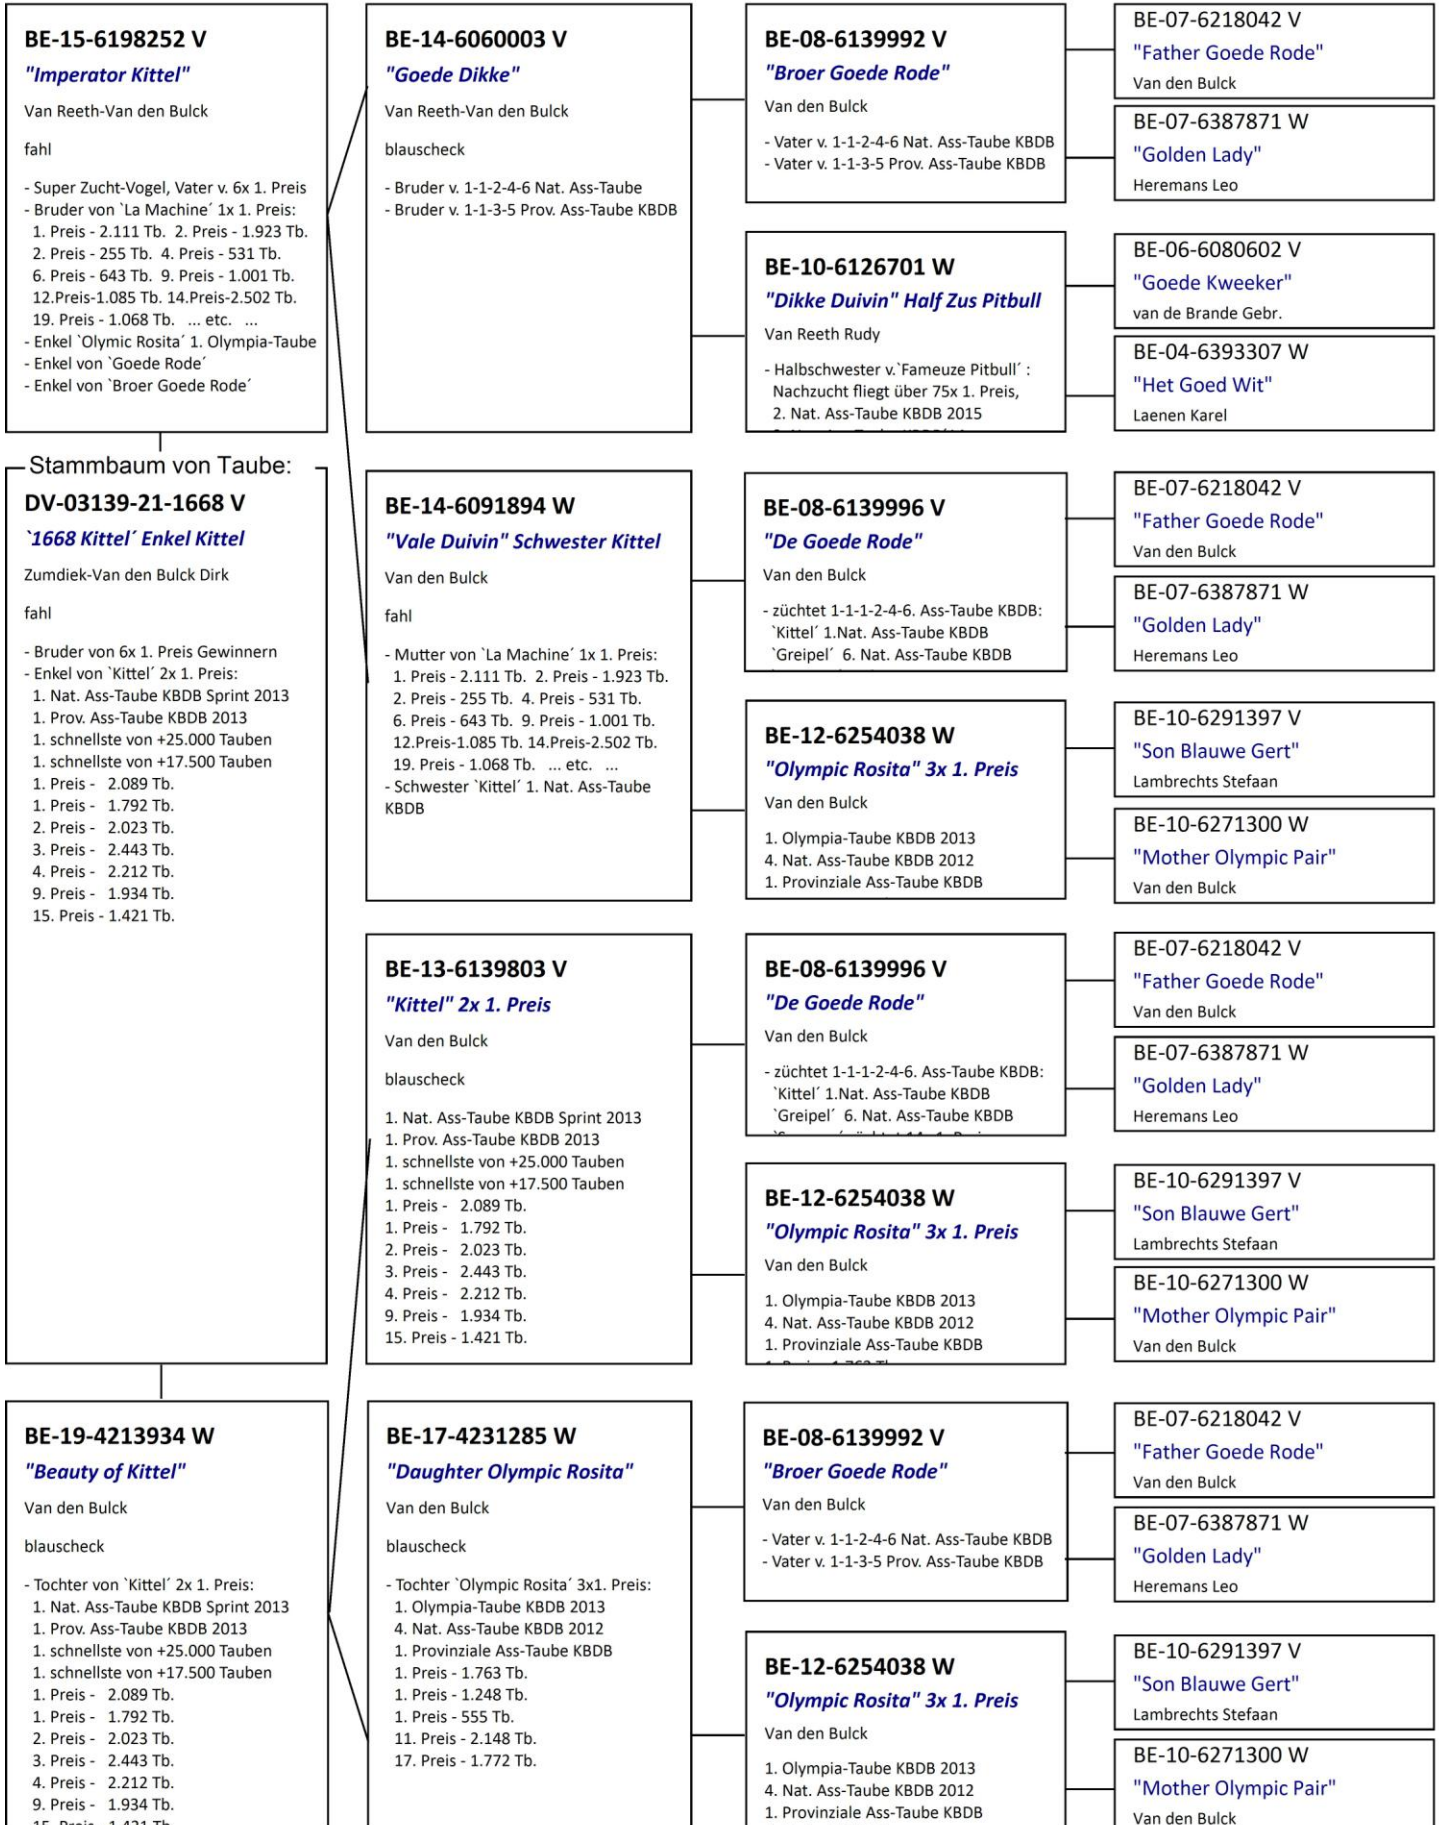 BE-15-6198252 V
"Imperator Kittel"
Van Reeth-Van den Bulck
fahl
- Super Zucht-Vogel, Vater v. 6x 1. Preis
- Bruder von `La Machine´ 1x 1. Preis:
1. Preis - 2.111 Tb.  2. Preis - 1.923 Tb.
2. Preis - 255 Tb.  4. Preis - 531 Tb.
6. Preis - 643 Tb.  9. Preis - 1.001 Tb.
12.Preis-1.085 Tb. 14.Preis-2.502 Tb.
19. Preis - 1.068 Tb.   ... etc.   ...
- Enkel `Olymic Rosita´ 1. Olympia-Taube
- Enkel von `Goede Rode´
- Enkel von `Broer Goede Rode´
Stammbaum von Taube:
DV-03139-21-1668 V
`1668 Kittel´ Enkel Kittel
Zumdiek-Van den Bulck Dirk
fahl
- Bruder von 6x 1. Preis Gewinnern
- Enkel von `Kittel´ 2x 1. Preis:
1. Nat. Ass-Taube KBDB Sprint 2013
1. Prov. Ass-Taube KBDB 2013
1. schnellste von +25.000 Tauben
1. schnellste von +17.500 Tauben
1. Preis -   2.089 Tb.
1. Preis -   1.792 Tb.
2. Preis -   2.023 Tb.
3. Preis -   2.443 Tb.
4. Preis -   2.212 Tb.
9. Preis -   1.934 Tb.
15. Preis - 1.421 Tb.
BE-19-4213934 W
"Beauty of Kittel"
Van den Bulck
blauscheck
- Tochter von `Kittel´ 2x 1. Preis:
1. Nat. Ass-Taube KBDB Sprint 2013
1. Prov. Ass-Taube KBDB 2013
1. schnellste von +25.000 Tauben
1. schnellste von +17.500 Tauben
1. Preis -   2.089 Tb.
1. Preis -   1.792 Tb.
2. Preis -   2.023 Tb.
3. Preis -   2.443 Tb.
4. Preis -   2.212 Tb.
9. Preis -   1.934 Tb.
15. Preis - 1.421 Tb.
BE-14-6060003 V
"Goede Dikke"
Van Reeth-Van den Bulck
blauscheck
- Bruder v. 1-1-2-4-6 Nat. Ass-Taube
- Bruder v. 1-1-3-5 Prov. Ass-Taube KBDB
BE-14-6091894 W
"Vale Duivin" Schwester Kittel
Van den Bulck
fahl
- Mutter von `La Machine´ 1x 1. Preis:
1. Preis - 2.111 Tb.  2. Preis - 1.923 Tb.
2. Preis - 255 Tb.  4. Preis - 531 Tb.
6. Preis - 643 Tb.  9. Preis - 1.001 Tb.
12.Preis-1.085 Tb. 14.Preis-2.502 Tb.
19. Preis - 1.068 Tb.   ... etc.   ...
- Schwester `Kittel´ 1. Nat. Ass-Taube
KBDB
BE-13-6139803 V
"Kittel" 2x 1. Preis
Van den Bulck
blauscheck
1. Nat. Ass-Taube KBDB Sprint 2013
1. Prov. Ass-Taube KBDB 2013
1. schnellste von +25.000 Tauben
1. schnellste von +17.500 Tauben
1. Preis -   2.089 Tb.
1. Preis -   1.792 Tb.
2. Preis -   2.023 Tb.
3. Preis -   2.443 Tb.
4. Preis -   2.212 Tb.
9. Preis -   1.934 Tb.
15. Preis - 1.421 Tb.
BE-17-4231285 W
"Daughter Olympic Rosita"
Van den Bulck
blauscheck
- Tochter `Olympic Rosita´ 3x1. Preis:
1. Olympia-Taube KBDB 2013
4. Nat. Ass-Taube KBDB 2012
1. Provinziale Ass-Taube KBDB
1. Preis - 1.763 Tb.
1. Preis - 1.248 Tb.
1. Preis - 555 Tb.
11. Preis - 2.148 Tb.
17. Preis - 1.772 Tb.
BE-08-6139992 V
"Broer Goede Rode"
Van den Bulck
- Vater v. 1-1-2-4-6 Nat. Ass-Taube KBDB
- Vater v. 1-1-3-5 Prov. Ass-Taube KBDB
BE-10-6126701 W
"Dikke Duivin" Half Zus Pitbull
Van Reeth Rudy
- Halbschwester v.`Fameuze Pitbull´ :
Nachzucht fliegt über 75x 1. Preis,
2. Nat. Ass-Taube KBDB 2015
BE-08-6139996 V
"De Goede Rode"
Van den Bulck
- züchtet 1-1-1-2-4-6. Ass-Taube KBDB:
`Kittel´ 1.Nat. Ass-Taube KBDB
`Greipel´  6. Nat. Ass-Taube KBDB
BE-12-6254038 W
"Olympic Rosita" 3x 1. Preis
Van den Bulck
1. Olympia-Taube KBDB 2013
4. Nat. Ass-Taube KBDB 2012
1. Provinziale Ass-Taube KBDB
BE-08-6139996 V
"De Goede Rode"
Van den Bulck
- züchtet 1-1-1-2-4-6. Ass-Taube KBDB:
`Kittel´ 1.Nat. Ass-Taube KBDB
`Greipel´  6. Nat. Ass-Taube KBDB
BE-12-6254038 W
"Olympic Rosita" 3x 1. Preis
Van den Bulck
1. Olympia-Taube KBDB 2013
4. Nat. Ass-Taube KBDB 2012
1. Provinziale Ass-Taube KBDB
BE-08-6139992 V
"Broer Goede Rode"
Van den Bulck
- Vater v. 1-1-2-4-6 Nat. Ass-Taube KBDB
- Vater v. 1-1-3-5 Prov. Ass-Taube KBDB
BE-12-6254038 W
"Olympic Rosita" 3x 1. Preis
Van den Bulck
1. Olympia-Taube KBDB 2013
4. Nat. Ass-Taube KBDB 2012
1. Provinziale Ass-Taube KBDB
BE-07-6218042 V
"Father Goede Rode"
Van den Bulck
BE-07-6387871 W
"Golden Lady"
Heremans Leo
BE-06-6080602 V
"Goede Kweeker"
van de Brande Gebr.
BE-04-6393307 W
"Het Goed Wit"
Laenen Karel
BE-07-6218042 V
"Father Goede Rode"
Van den Bulck
BE-07-6387871 W
"Golden Lady"
Heremans Leo
BE-10-6291397 V
"Son Blauwe Gert"
Lambrechts Stefaan
BE-10-6271300 W
"Mother Olympic Pair"
Van den Bulck
BE-07-6218042 V
"Father Goede Rode"
Van den Bulck
BE-07-6387871 W
"Golden Lady"
Heremans Leo
BE-10-6291397 V
"Son Blauwe Gert"
Lambrechts Stefaan
BE-10-6271300 W
"Mother Olympic Pair"
Van den Bulck
BE-07-6218042 V
"Father Goede Rode"
Van den Bulck
BE-07-6387871 W
"Golden Lady"
Heremans Leo
BE-10-6291397 V
"Son Blauwe Gert"
Lambrechts Stefaan
BE-10-6271300 W
"Mother Olympic Pair"
Van den Bulck